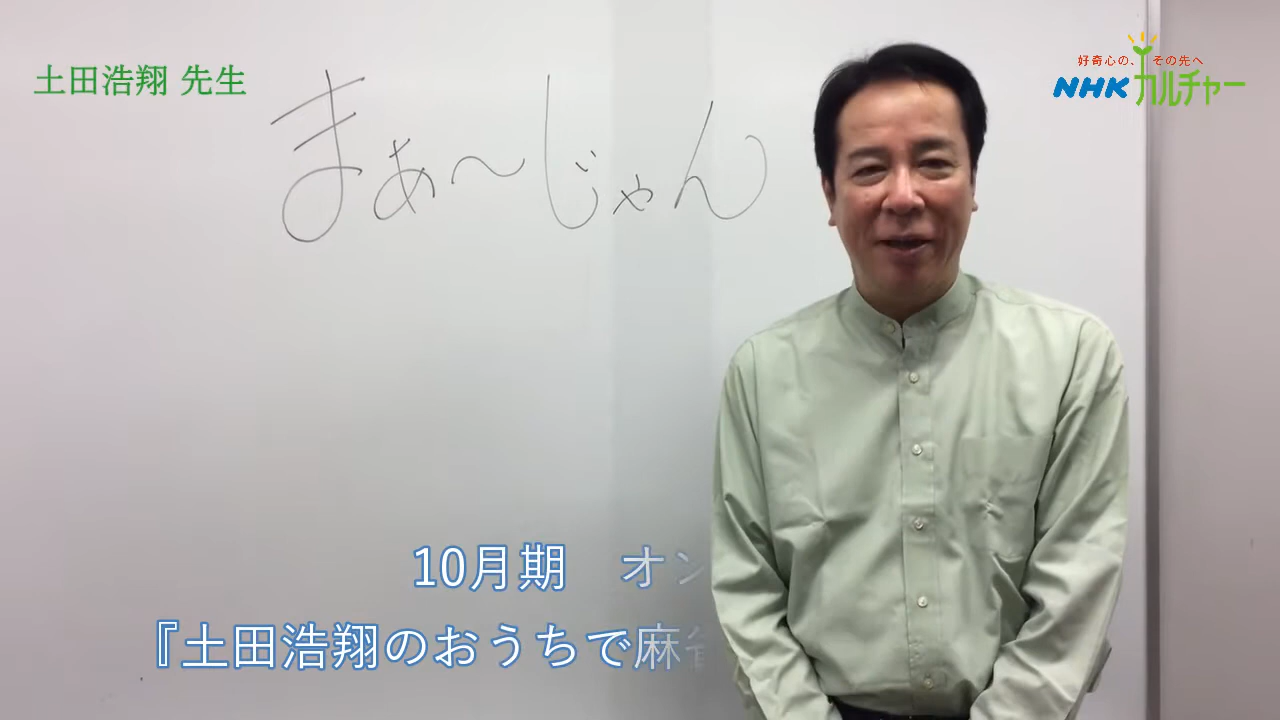 土田浩翔 先生
好奇心の、その先へ
NHKカルチャー
まぁ〜じゃん
10月期　オン
『土田浩翔のおうちで麻